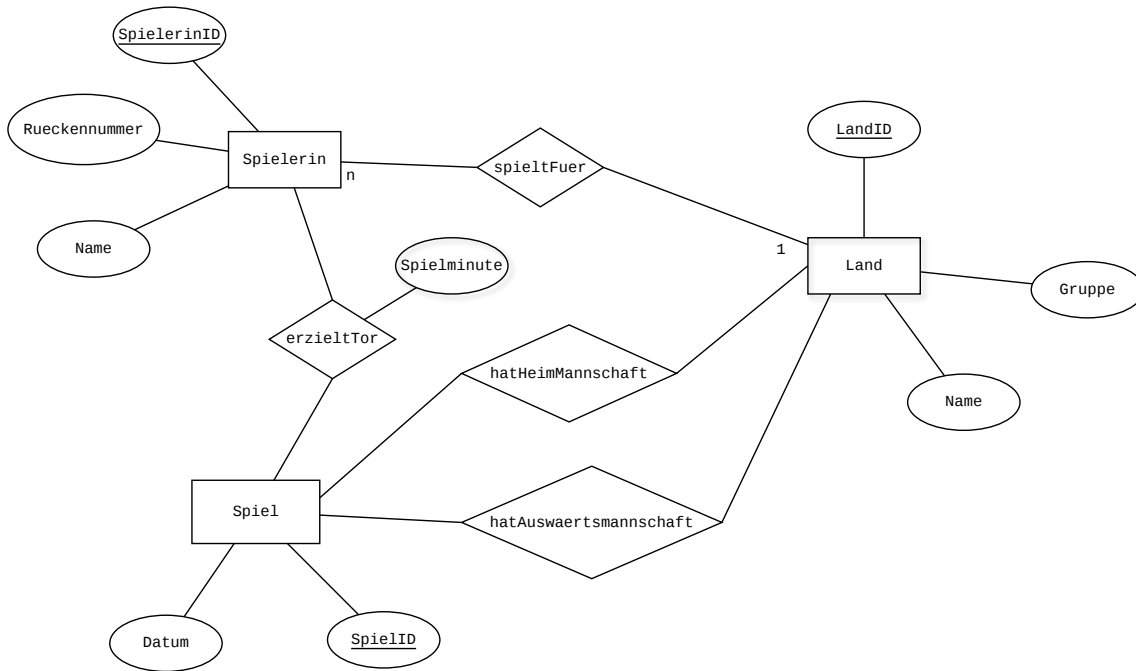 SpielerinID
Rueckennummer
LandID
Spielerin
spieltFuer
n
Name
1
Spielminute
Land
Gruppe
erzieltTor
hatHeimMannschaft
Name
Spiel
hatAuswaertsmannschaft
Datum
SpielID